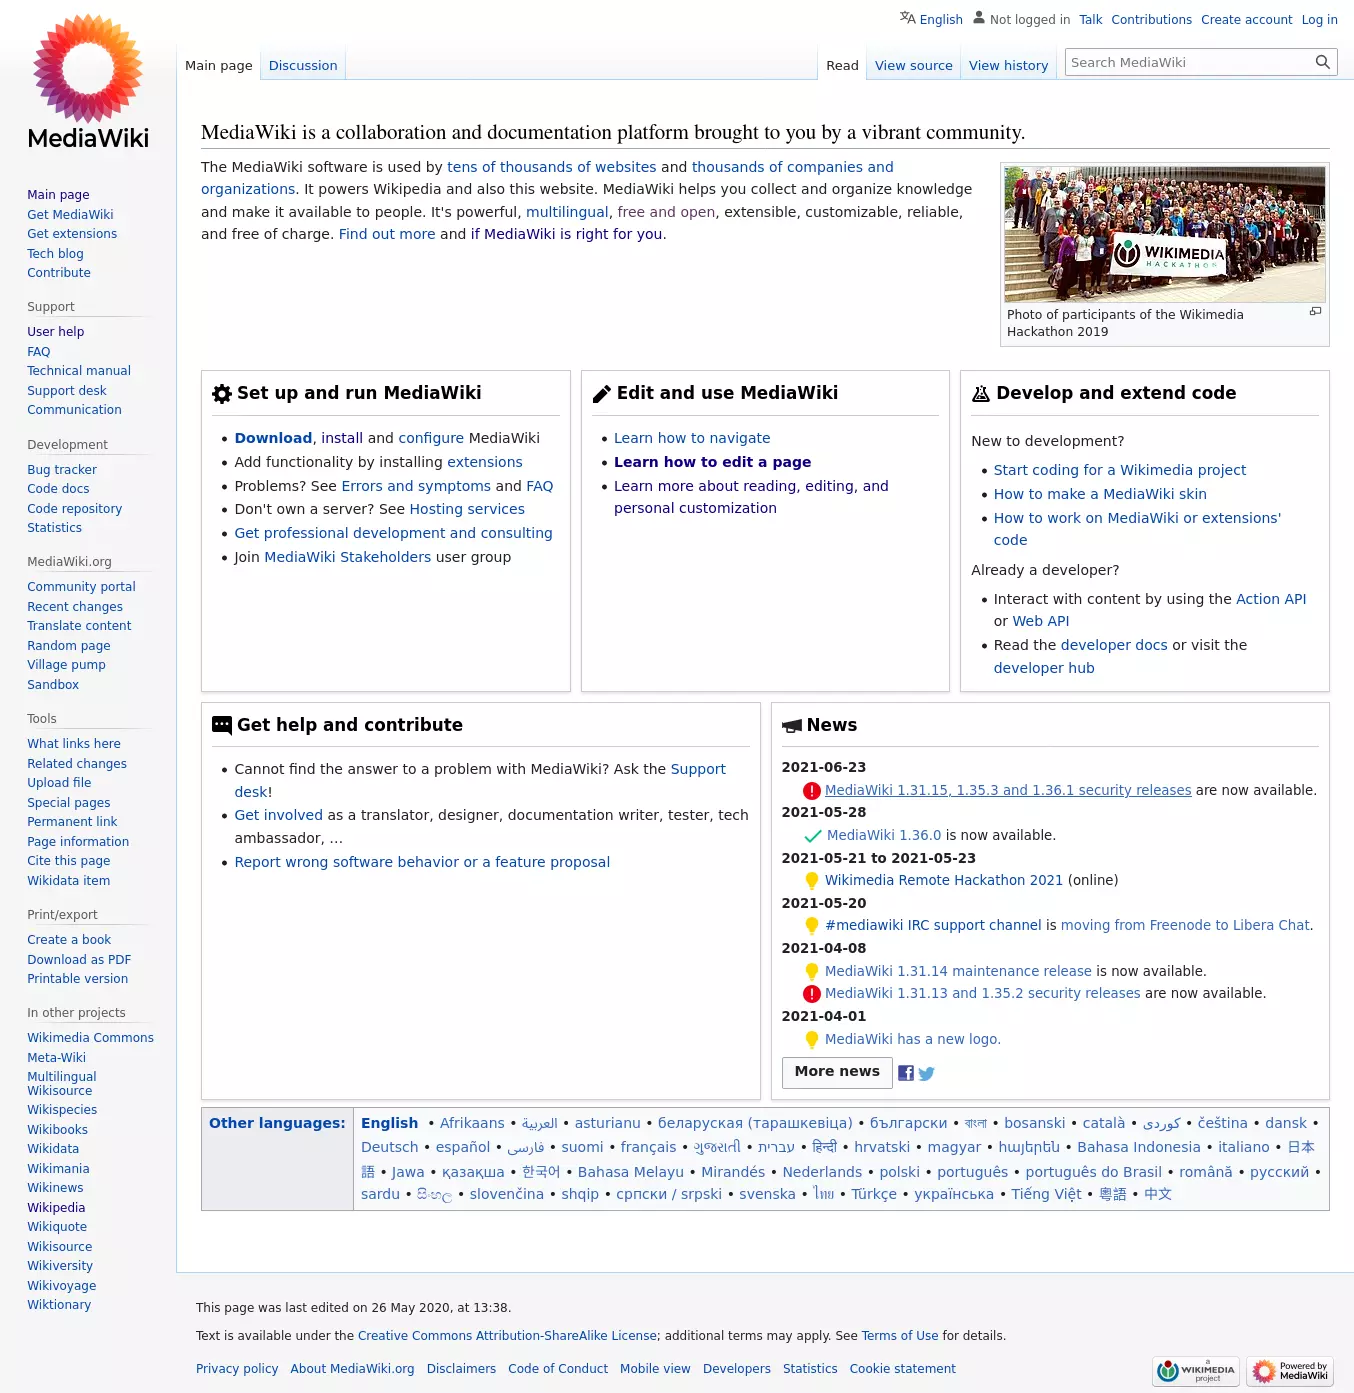 English Not logged in Talk Contributions Create account Log in
Main page Discussion Read View source View history Search MediaWiki
MediaWiki
Main page
Get MediaWiki
Get extensions
Tech blog
Contribute
Support
User help
FAQ
Technical manual
Support desk
Communication
Development
Bug tracker
Code docs
Code repository
Statistics
MediaWiki.org
Community portal
Recent changes
Translate content
Random page
Village pump
Sandbox
Tools
What links here
Related changes
Upload file
Special pages
Permanent link
Page information
Cite this page
Wikidata item
Print/export
Create a book
Download as PDF
Printable version
In other projects
Wikimedia Commons
Meta-Wiki
Multilingual
Wikisource
Wikispecies
Wikibooks
Wikidata
Wikimania
Wikinews
Wikipedia
Wikiquote
Wikisource
Wikiversity
Wikivoyage
Wiktionary
MediaWiki is a collaboration and documentation platform brought to you by a vibrant community.
The MediaWiki software is used by tens of thousands of websites and thousands of companies and
organizations. It powers Wikipedia and also this website. MediaWiki helps you collect and organize knowledge
and make it available to people. It's powerful, multilingual, free and open, extensible, customizable, reliable,
and free of charge. Find out more and if MediaWiki is right for you.
WIKIMEDIA
HACKATHON
Photo of participants of the Wikimedia
Hackathon 2019
Set up and run MediaWiki
• Download, install and configure MediaWiki
• Add functionality by installing extensions
• Problems? See Errors and symptoms and FAQ
• Don't own a server? See Hosting services
• Get professional development and consulting
• Join MediaWiki Stakeholders user group
Edit and use MediaWiki
• Learn how to navigate
• Learn how to edit a page
• Learn more about reading, editing, and
personal customization
Develop and extend code
New to development?
• Start coding for a Wikimedia project
• How to make a MediaWiki skin
• How to work on MediaWiki or extensions'
code
Already a developer?
• Interact with content by using the Action API
or Web API
• Read the developer docs or visit the
developer hub
Get help and contribute
• Cannot find the answer to a problem with MediaWiki? Ask the Support
desk!
• Get involved as a translator, designer, documentation writer, tester, tech
ambassador, …
• Report wrong software behavior or a feature proposal
News
2021-06-23
MediaWiki 1.31.15, 1.35.3 and 1.36.1 security releases are now available.
2021-05-28
MediaWiki 1.36.0 is now available.
2021-05-21 to 2021-05-23
Wikimedia Remote Hackathon 2021 (online)
2021-05-20
#mediawiki IRC support channel is moving from Freenode to Libera Chat.
2021-04-08
MediaWiki 1.31.14 maintenance release is now available.
MediaWiki 1.31.13 and 1.35.2 security releases are now available.
2021-04-01
MediaWiki has a new logo.
More news
Other languages: English • Afrikaans • العربية • asturianu • беларуская (тарашкевіца) • български • বাংলা • bosanski • català • کوردی • čeština • dansk •
Deutsch • español • فارسی • suomi • français • ગુજરાતી • עברית • हिन्दी • hrvatski • magyar • հայերեն • Bahasa Indonesia • italiano • 日本
語 • Jawa • қазақша • 한국어 • Bahasa Melayu • Mirandés • Nederlands • polski • português • português do Brasil • română • русский •
sardu • සිංහල • slovenčina • shqip • српски / srpski • svenska • ไทย • Türkçe • українська • Tiếng Việt • 粵語 • 中文
This page was last edited on 26 May 2020, at 13:38.
Text is available under the Creative Commons Attribution-ShareAlike License; additional terms may apply. See Terms of Use for details.
Privacy policy About MediaWiki.org Disclaimers Code of Conduct Mobile view Developers Statistics Cookie statement
a
WIKIMEDIA
project
Powered by
MediaWiki